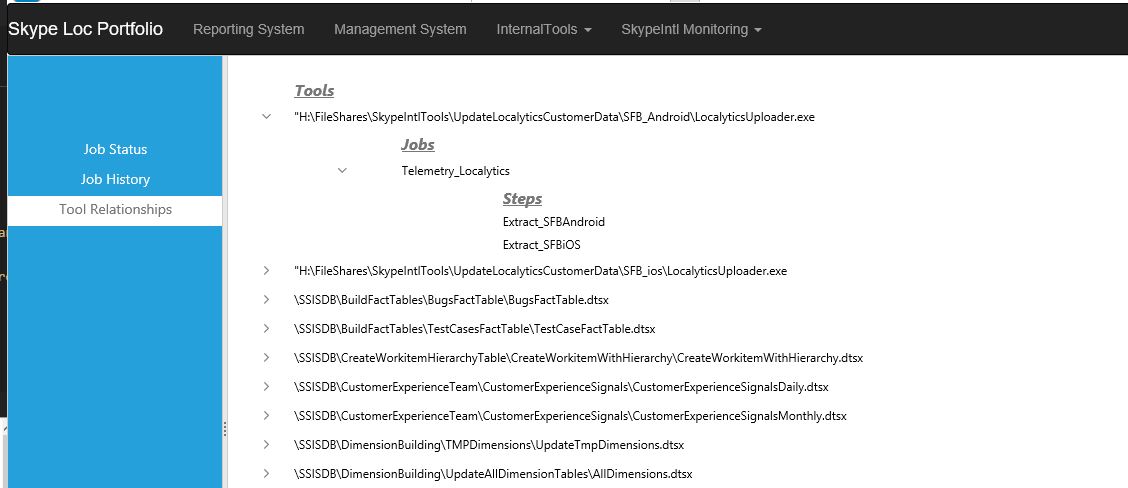 Skype Loc Portfolio Reporting System Management System InternalTools SkypeIntl Monitoring
Job Status
Job History
Tool Relationships
Tools
"H:\FileShares\SkypeIntlTools\UpdateLocalyticsCustomerData\SFB_Android\LocalyticsUploader.exe
Jobs
Telemetry_Localytics
Steps
Extract_SFBAndroid
Extract_SFBiOS
"H:\FileShares\SkypeIntlTools\UpdateLocalyticsCustomerData\SFB_ios\LocalyticsUploader.exe
\SSISDB\BuildFactTables\BugsFactTable\BugsFactTable.dtsx
\SSISDB\BuildFactTables\TestCasesFactTable\TestCaseFactTable.dtsx
\SSISDB\CreateWorkitemHierarchyTable\CreateWorkitemWithHierarchy\CreateWorkitemWithHierarchy.dtsx
\SSISDB\CustomerExperienceTeam\CustomerExperienceSignals\CustomerExperienceSignalsDaily.dtsx
\SSISDB\CustomerExperienceTeam\CustomerExperienceSignals\CustomerExperienceSignalsMonthly.dtsx
\SSISDB\DimensionBuilding\TMPDimensions\UpdateTmpDimensions.dtsx
\SSISDB\DimensionBuilding\UpdateAllDimensionTables\AllDimensions.dtsx